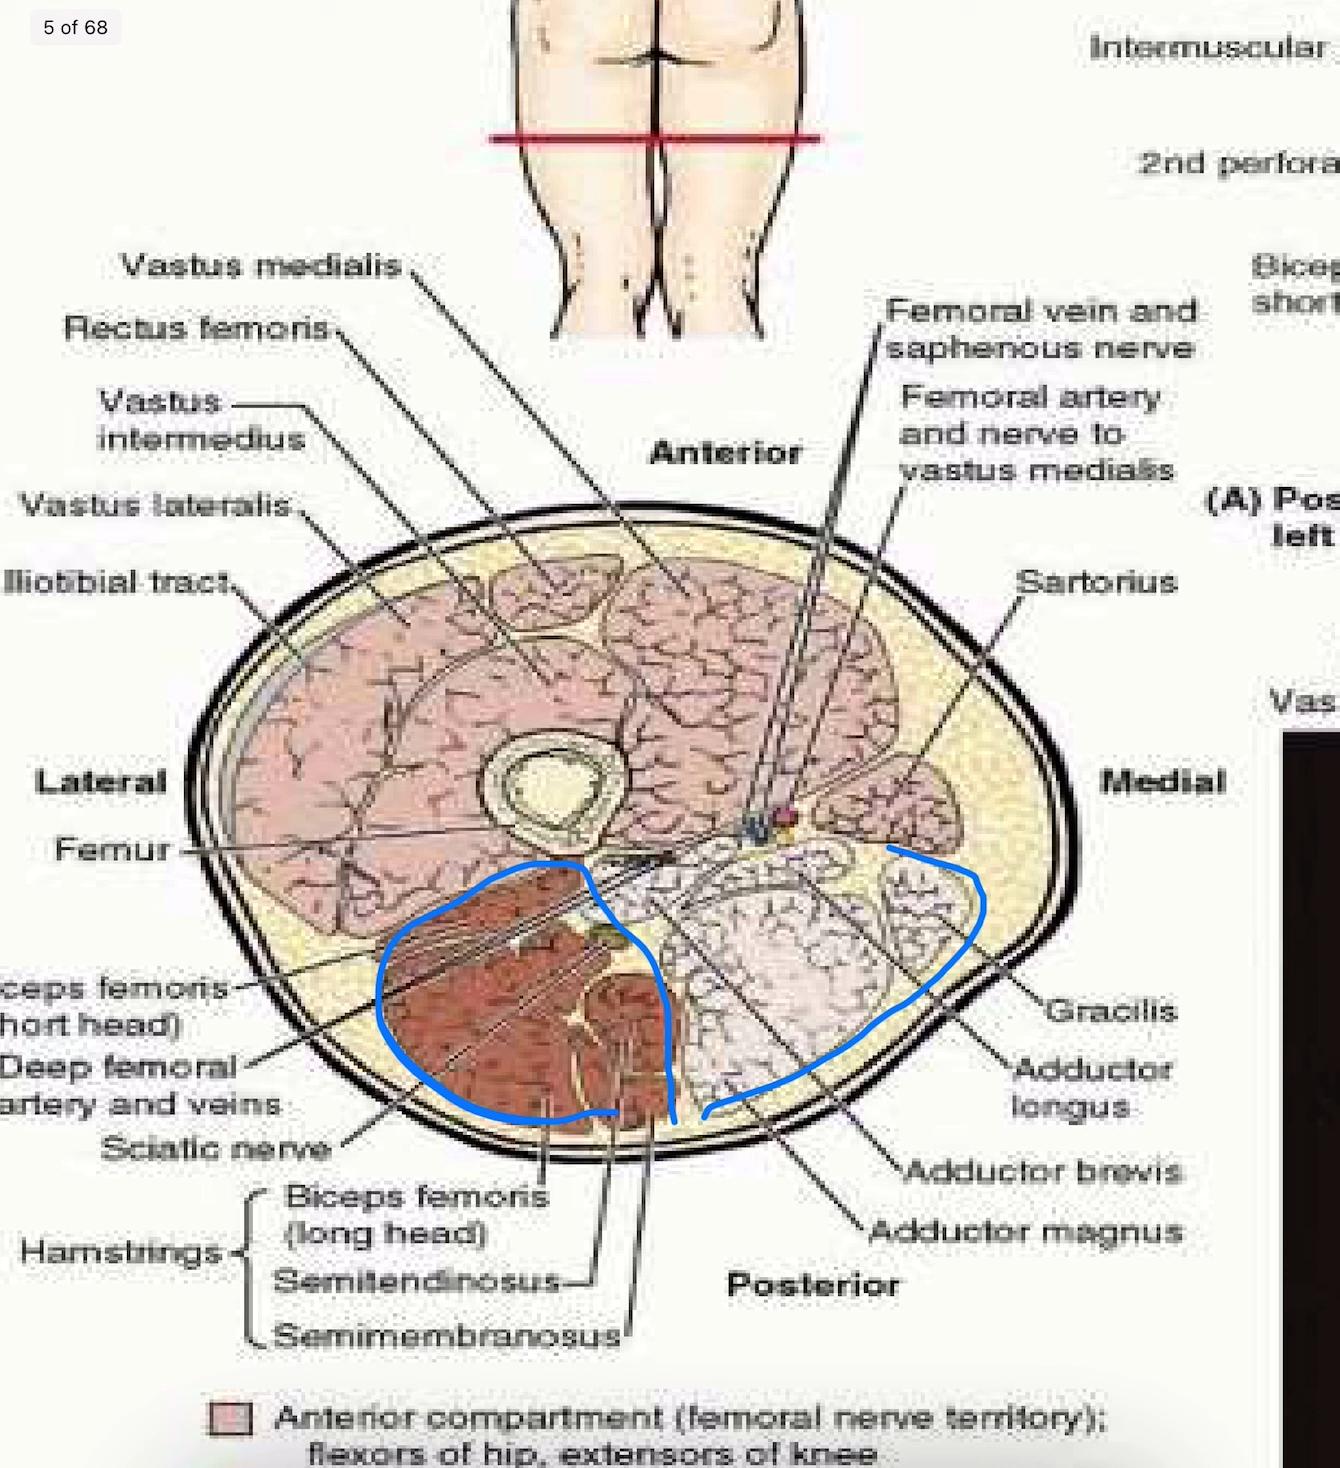 5 of 68
Intermuscular
2nd perfora
Bicep
short
Vastus medialis
Rectus femoris
Vastus
intermedius
Vastus lateralis
Iliotibial tract
Femoral vein and
saphenous nerve
Femoral artery
and nerve to
vastus medialis
Anterior
(A) Pos
left
Sartorius
Vas
Lateral
Medial
Femur
ceps femoris
hort head)
Deep femoral
artery and veins
Sciatic nerve
Gracilis
Adductor
longus
Adductor brevis
Adductor magnus
Hamstrings
Biceps femoris
(long head)
Semitendinosus
Semimembranosus
Posterior
Anterior compartment (femoral nerve territory);
flexors of hip, extensors of knee